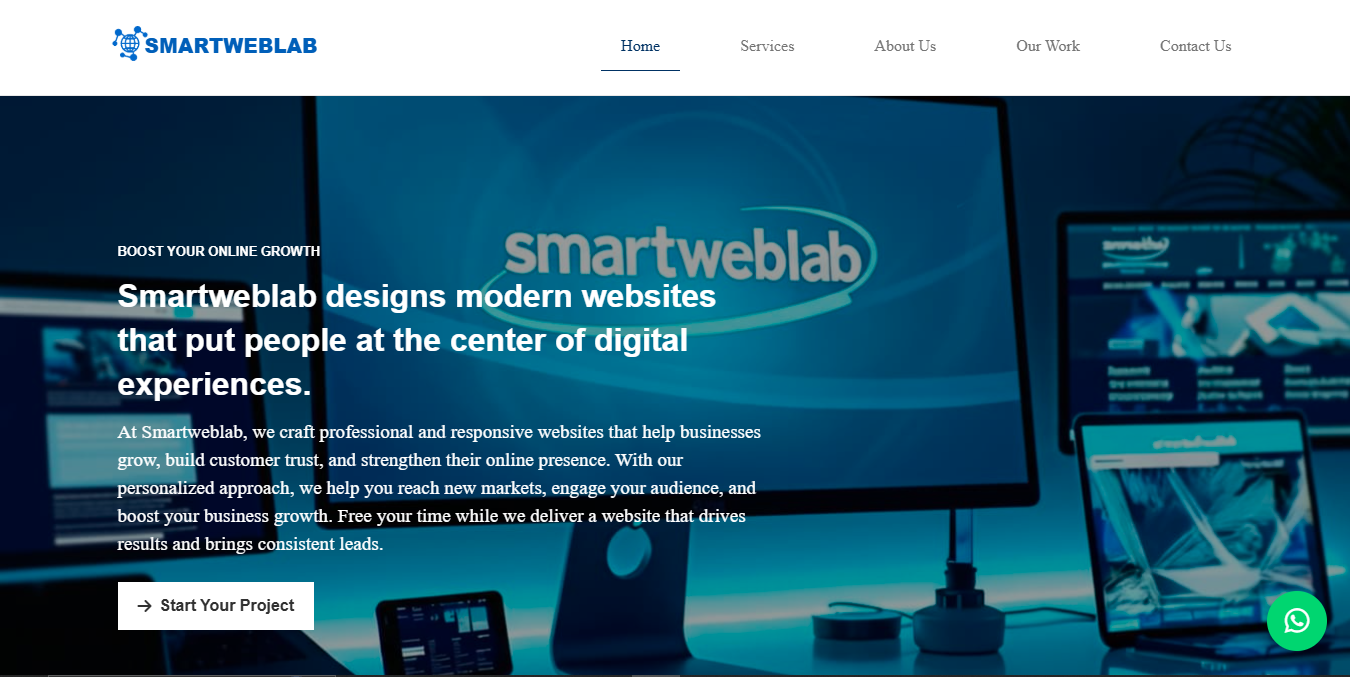 SMARTWEBLAB
Home
Services
About Us
Our Work
Contact Us
smartweblab
BOOST YOUR ONLINE GROWTH
Smartweblab designs modern websites
that put people at the center of digital
experiences.
At Smartweblab, we craft professional and responsive websites that help businesses
grow, build customer trust, and strengthen their online presence. With our
personalized approach, we help you reach new markets, engage your audience, and
boost your business growth. Free your time while we deliver a website that drives
results and brings consistent leads.
→ Start Your Project